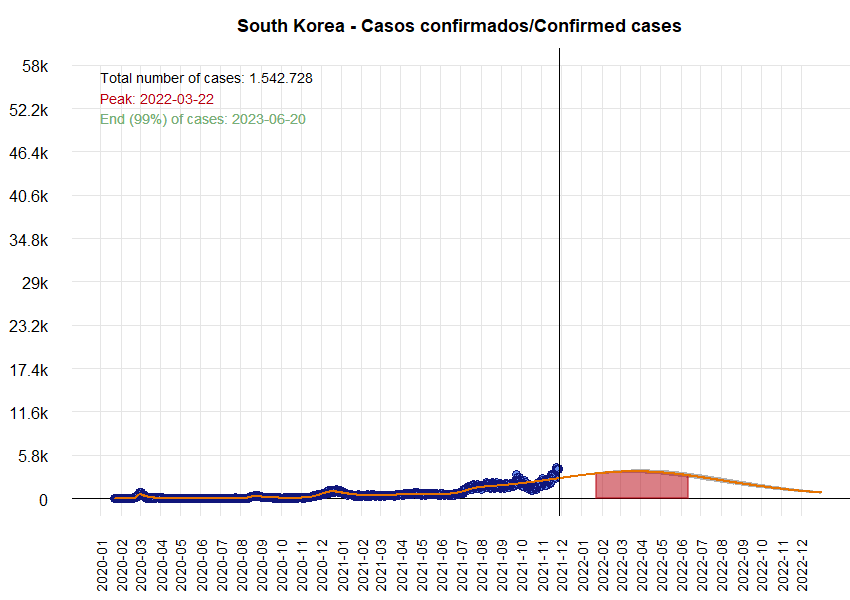 South Korea - Casos confirmados/Confirmed cases
58k
Total number of cases: 1.542.728
Peak: 2022-03-22
52.2k
End (99%) of cases: 2023-06-20
46.4k
40.6k
34.8k
29k
23.2k
17.4k
11.6k
5.8k
0
2020-01
2020-02
2020-03
2020-04
2020-05
2020-06
2020-07
2020-08
2020-09
2020-10
2020-11
2020-12
2021-01
2021-02
2021-03
2021-04
2021-05
2021-06
2021-07
2021-08
2021-09
2021-10
2021-11
2021-12
2022-01
2022-02
2022-03
2022-04
2022-05
2022-06
2022-07
2022-08
2022-09
2022-10
2022-11
2022-12